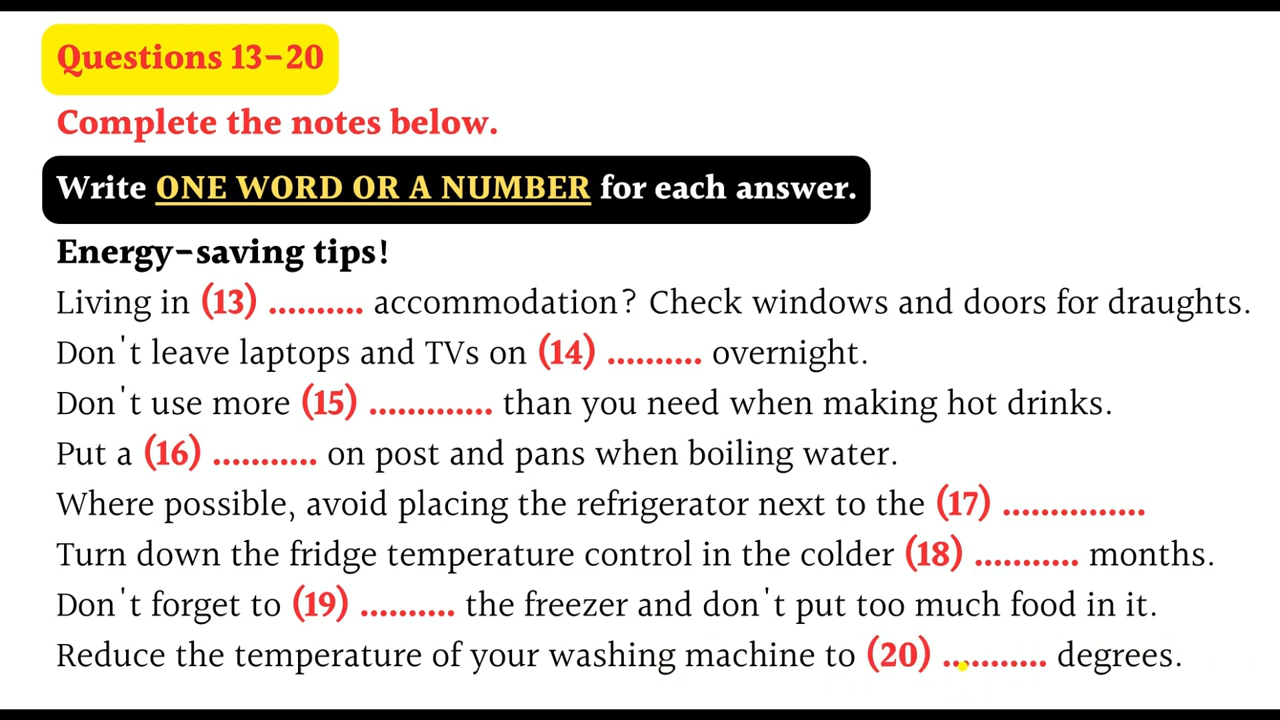 Questions 13-20
Complete the notes below.
Write ONE WORD OR A NUMBER for each answer.
Energy-saving tips!
Living in (13) .......... accommodation? Check windows and doors for draughts.
Don't leave laptops and TVs on (14) .......... overnight.
Don't use more (15) ............. than you need when making hot drinks.
Put a (16) ........... on post and pans when boiling water.
Where possible, avoid placing the refrigerator next to the (17) ...............
Turn down the fridge temperature control in the colder (18) ........... months.
Don't forget to (19) .......... the freezer and don't put too much food in it.
Reduce the temperature of your washing machine to (20) ........... degrees.